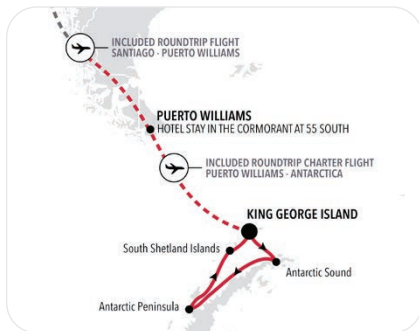 INCLUDED ROUNDTRIP FLIGHT
SANTIAGO - PUERTO WILLIAMS
PUERTO WILLIAMS
HOTEL STAY IN THE CORMORANT AT 55 SOUTH
INCLUDED ROUNDTRIP CHARTER FLIGHT
PUERTO WILLIAMS - ANTARCTICA
KING GEORGE ISLAND
South Shetland Islands
Antarctic Sound
Antarctic Peninsula